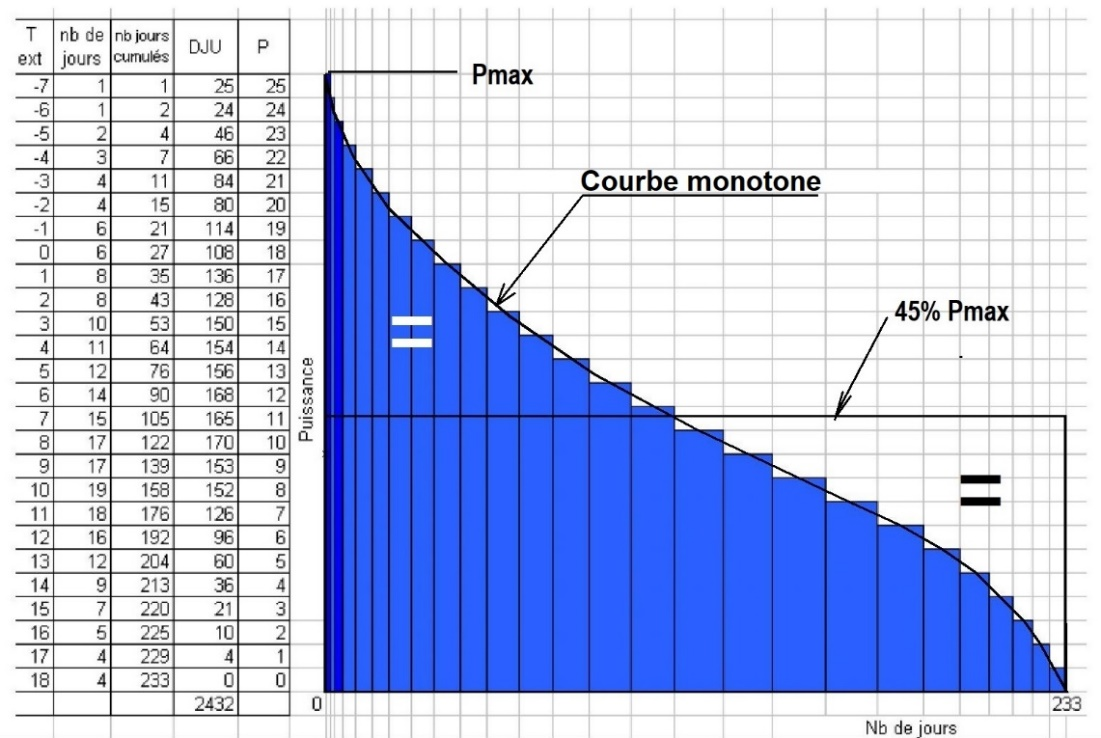 T ext nb de jours nb jours cumulés DJU P
-7 1 1 25 25
-6 1 2 24 24
-5 2 4 46 23
-4 3 7 66 22
-3 4 11 84 21
-2 4 15 80 20
-1 6 21 114 19
0 6 27 108 18
1 8 35 136 17
2 8 43 128 16
3 10 53 150 15
4 11 64 154 14
5 12 76 156 13
6 14 90 168 12
7 15 105 165 11
8 17 122 170 10
9 17 139 153 9
10 19 158 152 8
11 18 176 126 7
12 16 192 96 6
13 12 204 60 5
14 9 213 36 4
15 7 220 21 3
16 5 225 10 2
17 4 229 4 1
18 4 233 0 0
2432
Pmax
Courbe monotone
45% Pmax
=
=
Puissance
0
233
Nb de jours